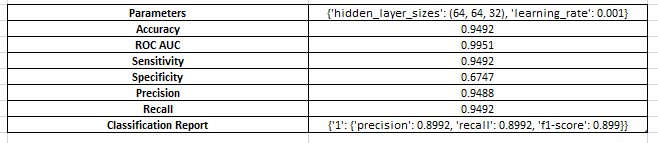 Parameters {'hidden_layer_sizes': (64, 64, 32), 'learning_rate': 0.001}
Accuracy 0.9492
ROC AUC 0.9951
Sensitivity 0.9492
Specificity 0.6747
Precision 0.9488
Recall 0.9492
Classification Report {'1': {'precision': 0.8992, 'recall': 0.8992, 'f1-score': 0.899}}